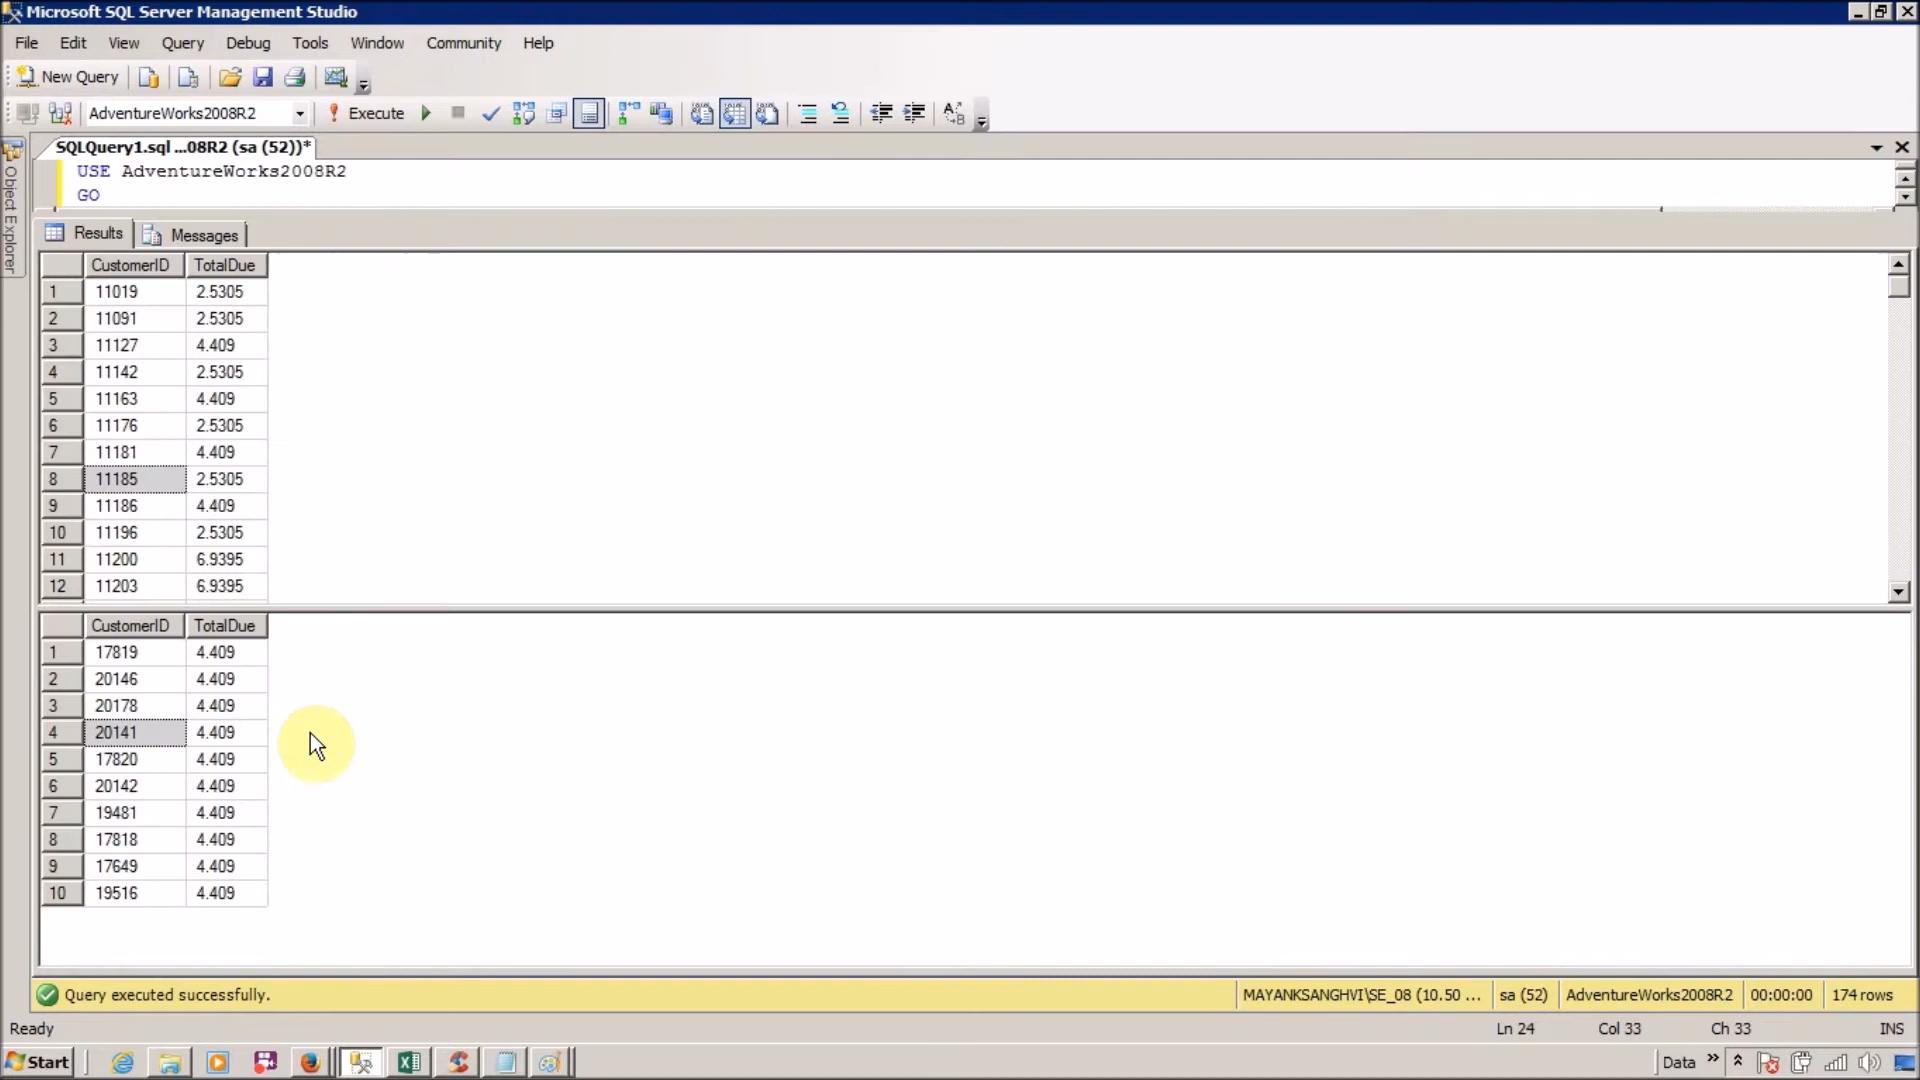 Microsoft SQL Server Management Studio
File Edit View Query Debug Tools Window Community Help
New Query
AdventureWorks2008R2 Execute
SQLQuery1.sql ...08R2 (sa (52))*
Object Explorer
USE AdventureWorks2008R2
GO
Results Messages
CustomerID TotalDue
1 11019 2.5305
2 11091 2.5305
3 11127 4.409
4 11142 2.5305
5 11163 4.409
6 11176 2.5305
7 11181 4.409
8 11185 2.5305
9 11186 4.409
10 11196 2.5305
11 11200 6.9395
12 11203 6.9395
CustomerID TotalDue
1 17819 4.409
2 20146 4.409
3 20178 4.409
4 20141 4.409
5 17820 4.409
6 20142 4.409
7 19481 4.409
8 17818 4.409
9 17649 4.409
10 19516 4.409
Query executed successfully. MAYANKSANGHVI\SE_08 (10.50 ... sa (52) AdventureWorks2008R2 00:00:00 174 rows
Ready Ln 24 Col 33 Ch 33 INS
Start Data